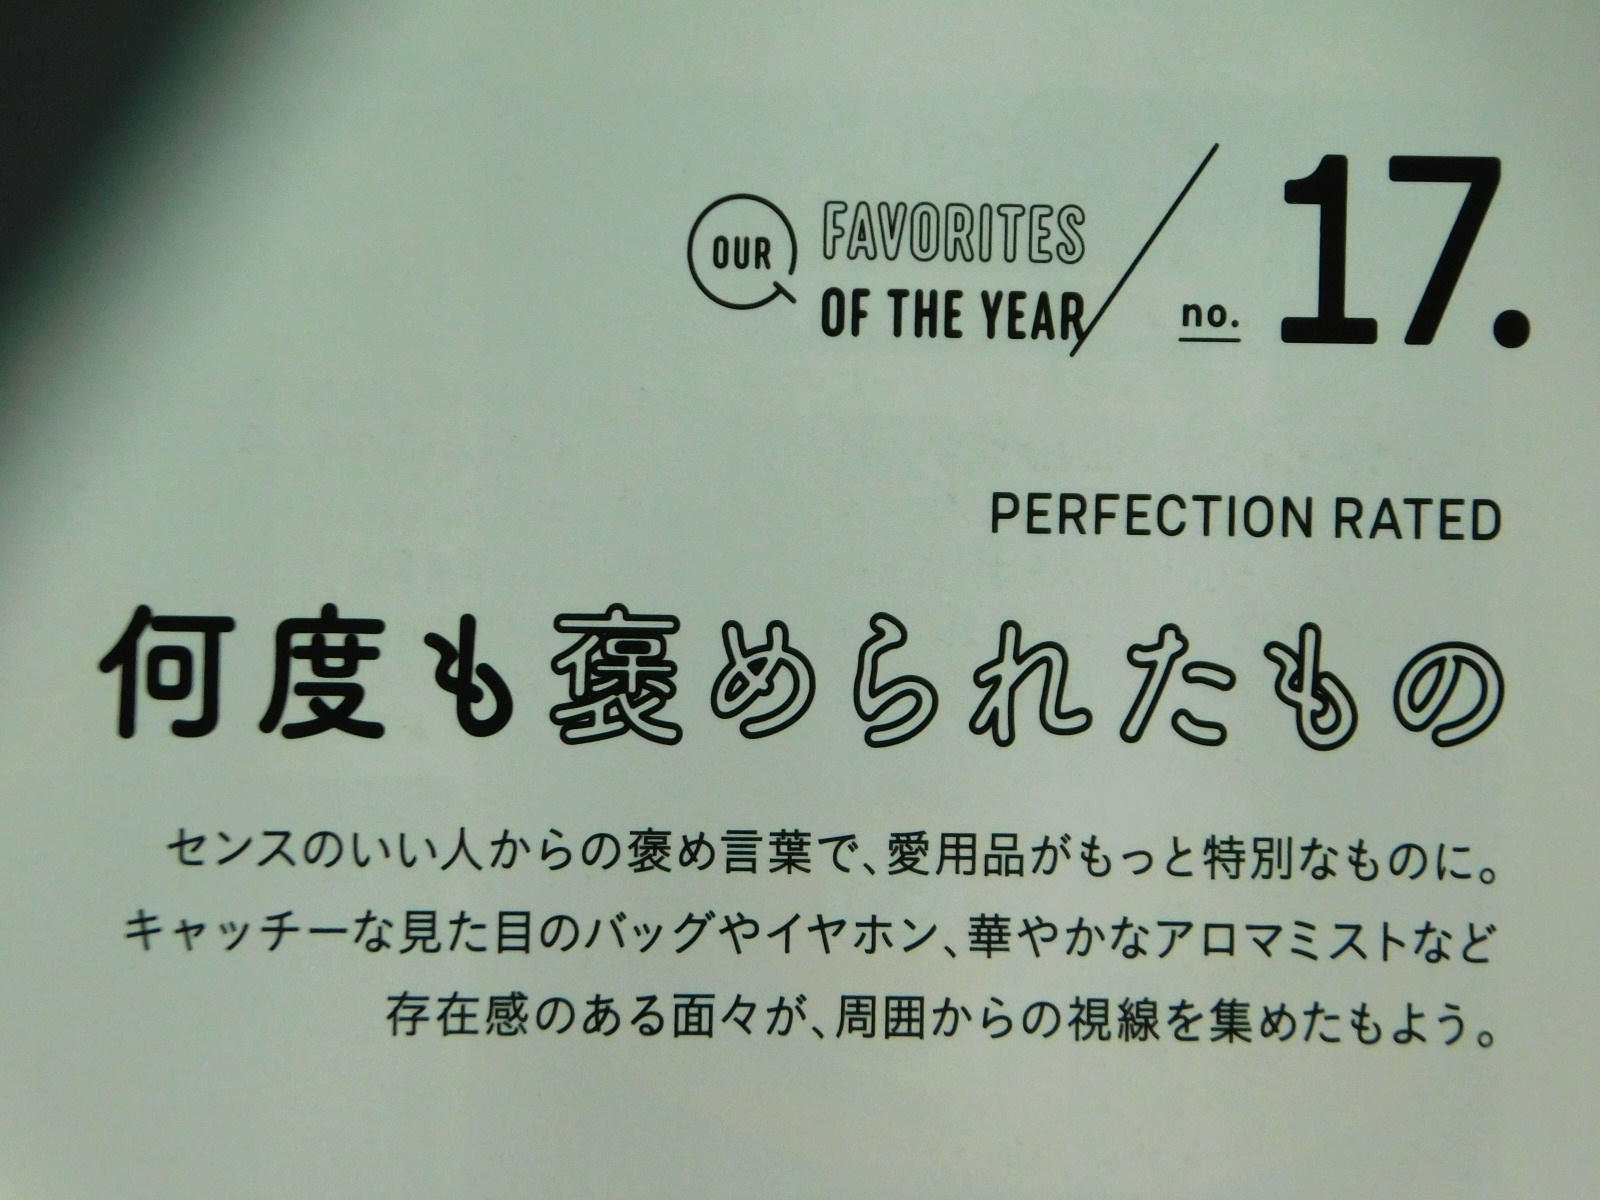 OUR FAVORITES
OF THE YEAR
no. 17.
PERFECTION RATED
何度も褒められたもの
センスのいい人からの褒め言葉で、愛用品がもっと特別なものに。
キャッチーな見た目のバッグやイヤホン、華やかなアロマミストなど
存在感のある面々が、周囲からの視線を集めたもよう。